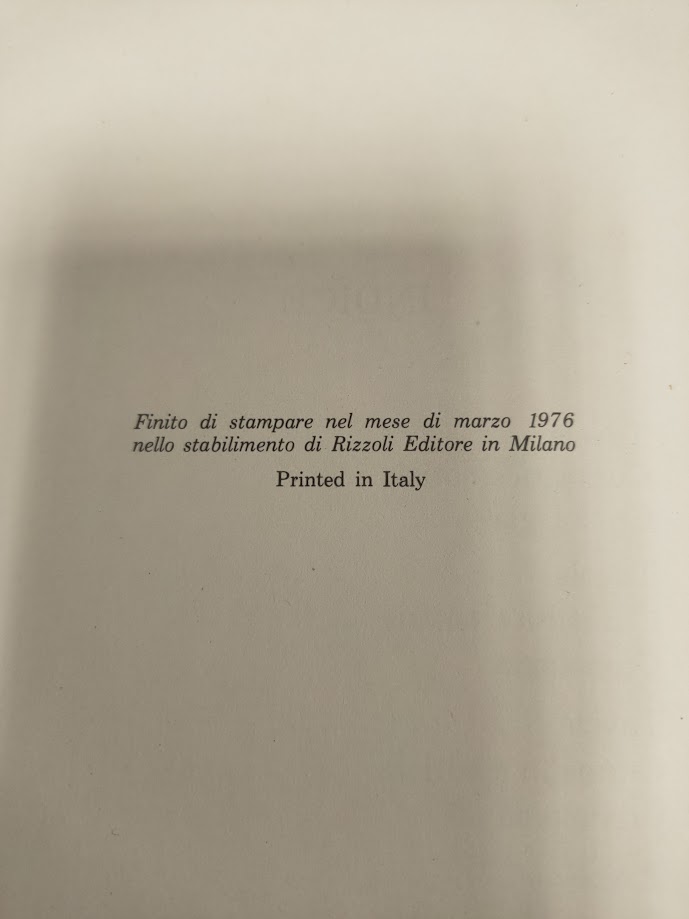 Finito di stampare nel mese di marzo 1976
nello stabilimento di Rizzoli Editore in Milano
Printed in Italy